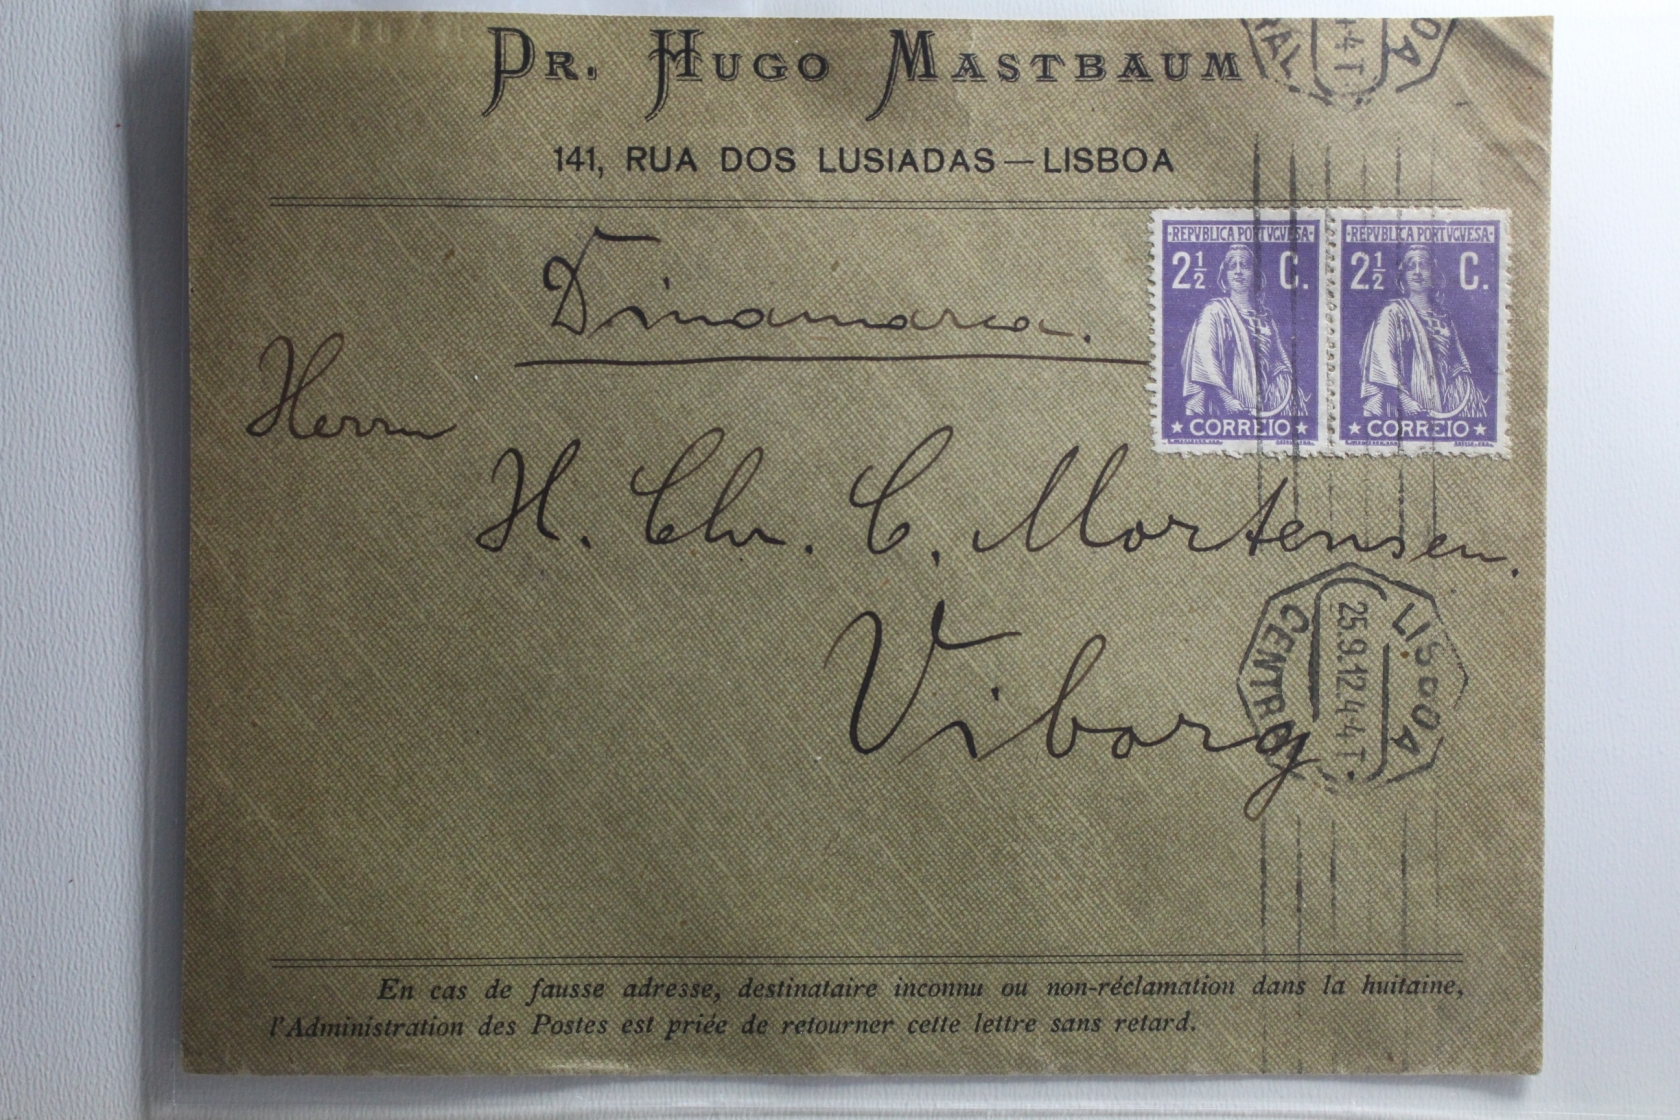 DR. HUGO MASTBAUM
141, RUA DOS LUSIADAS — LISBOA
Dinamarca.
REPVBLICA PORTVGVESA
2½ C.
CORREIO
REPVBLICA PORTVGVESA
2½ C.
CORREIO
Herrn
H. Chr. C. Mortensen.
Viborg
LISBOA
25.9.12.4-4 T.
CENTRAL
En cas de fausse adresse, destinataire inconnu ou non-réclamation dans la huitaine,
l'Administration des Postes est priée de retourner cette lettre sans retard.